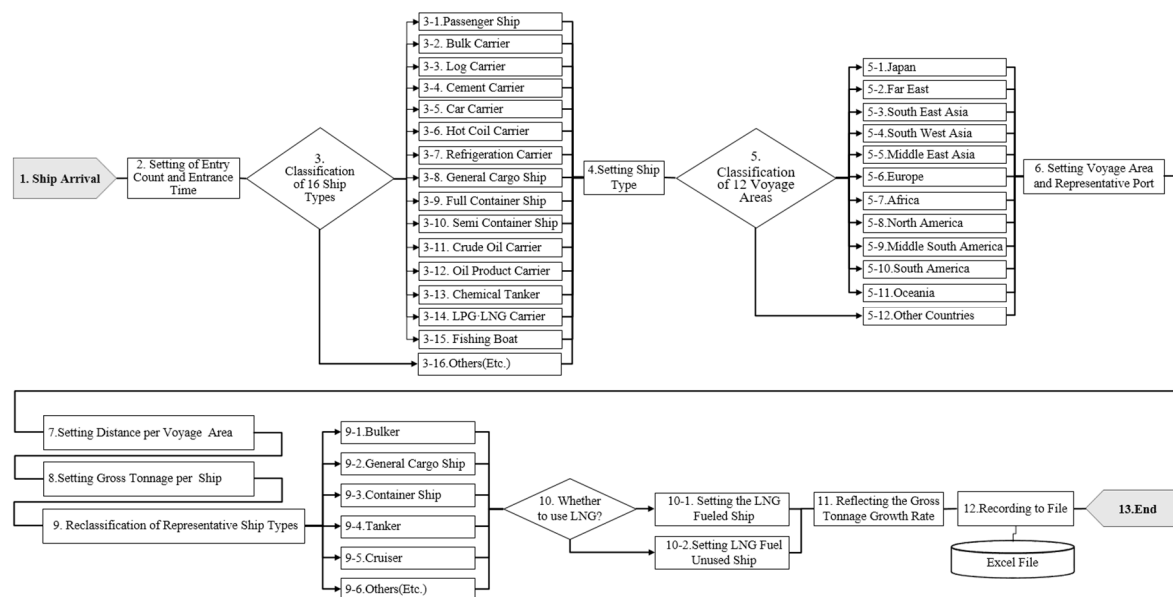 1. Ship Arrival
2. Setting of Entry
Count and Entrance
Time
3.
Classification
of 16 Ship
Types
3-1.Passenger Ship
3-2. Bulk Carrier
3-3. Log Carrier
3-4. Cement Carrier
3-5. Car Carrier
3-6. Hot Coil Carrier
3-7. Refrigeration Carrier
3-8. General Cargo Ship
3-9. Full Container Ship
3-10. Semi Container Ship
3-11. Crude Oil Carrier
3-12. Oil Product Carrier
3-13. Chemical Tanker
3-14. LPG·LNG Carrier
3-15. Fishing Boat
3-16.Others(Etc.)
4.Setting Ship
Type
5.
Classification
of 12 Voyage
Areas
5-1.Japan
5-2.Far East
5-3.South East Asia
5-4.South West Asia
5-5.Middle East Asia
5-6.Europe
5-7.Africa
5-8.North America
5-9.Middle South America
5-10.South America
5-11.Oceania
5-12.Other Countries
6. Setting Voyage Area
and Representative Port
7.Setting Distance per Voyage Area
8.Setting Gross Tonnage per Ship
9. Reclassification of Representative Ship Types
9-1.Bulker
9-2.General Cargo Ship
9-3.Container Ship
9-4.Tanker
9-5.Cruiser
9-6.Others(Etc.)
10. Whether
to use LNG?
10-1. Setting the LNG
Fueled Ship
10-2.Setting LNG Fuel
Unused Ship
11. Reflecting the Gross
Tonnage Growth Rate
12.Recording to File
Excel File
13.End